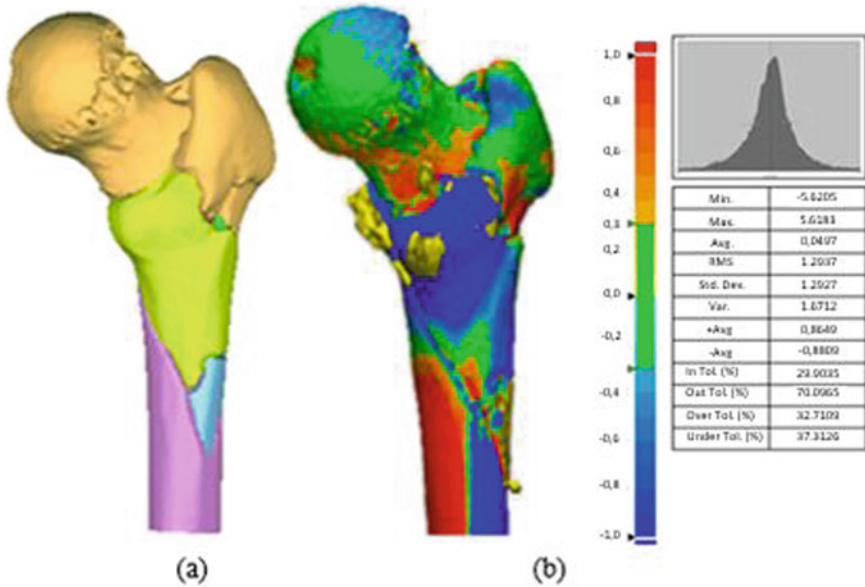 1,0
0,8
0,6
0,4
0,3
0,2
0,0
-0,2
-0,4
-0,6
-0,8
-1,0
Min. -5.6205
Max. 5.6183
Avg. 0,0497
RMS 1.2937
Std. Dev. 1.2927
Var. 1.6712
+Avg 0,8649
-Avg -0,8809
In Tol. (%) 29.9035
Out Tol. (%) 70.0965
Over Tol. (%) 32.7109
Under Tol. (%) 37.3126
(a) (b)